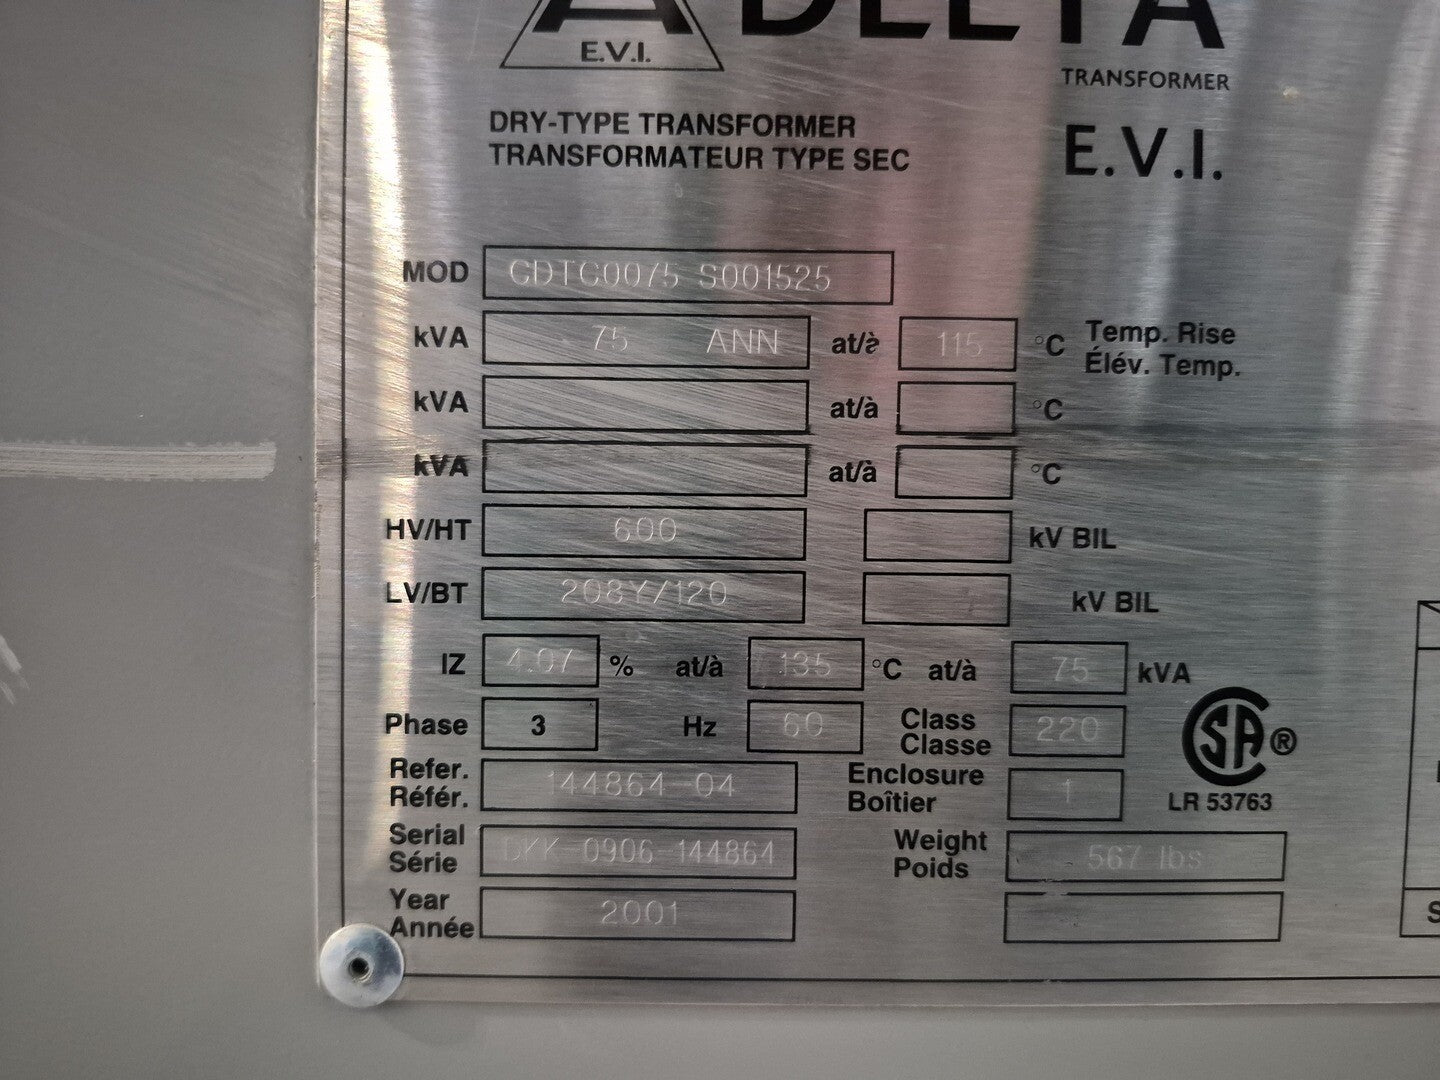 E.V.I.
DELTA
TRANSFORMER
E.V.I.
DRY-TYPE TRANSFORMER
TRANSFORMATEUR TYPE SEC
MOD CDTC0075 S001525
kVA 75 ANN at/à 115 °C Temp. Rise
Élév. Temp.
kVA at/à °C
kVA at/à °C
HV/HT 600 kV BIL
LV/BT 208Y/120 kV BIL
IZ 4.07 % at/à 135 °C at/à 75 kVA
Phase 3 Hz 60 Class
Classe 220
CSA ®
LR 53763
Refer.
Référ. 144864-04
Enclosure
Boîtier 1
Serial
Série -0906-144864
Weight
Poids 567 lbs
Year
Année 2001